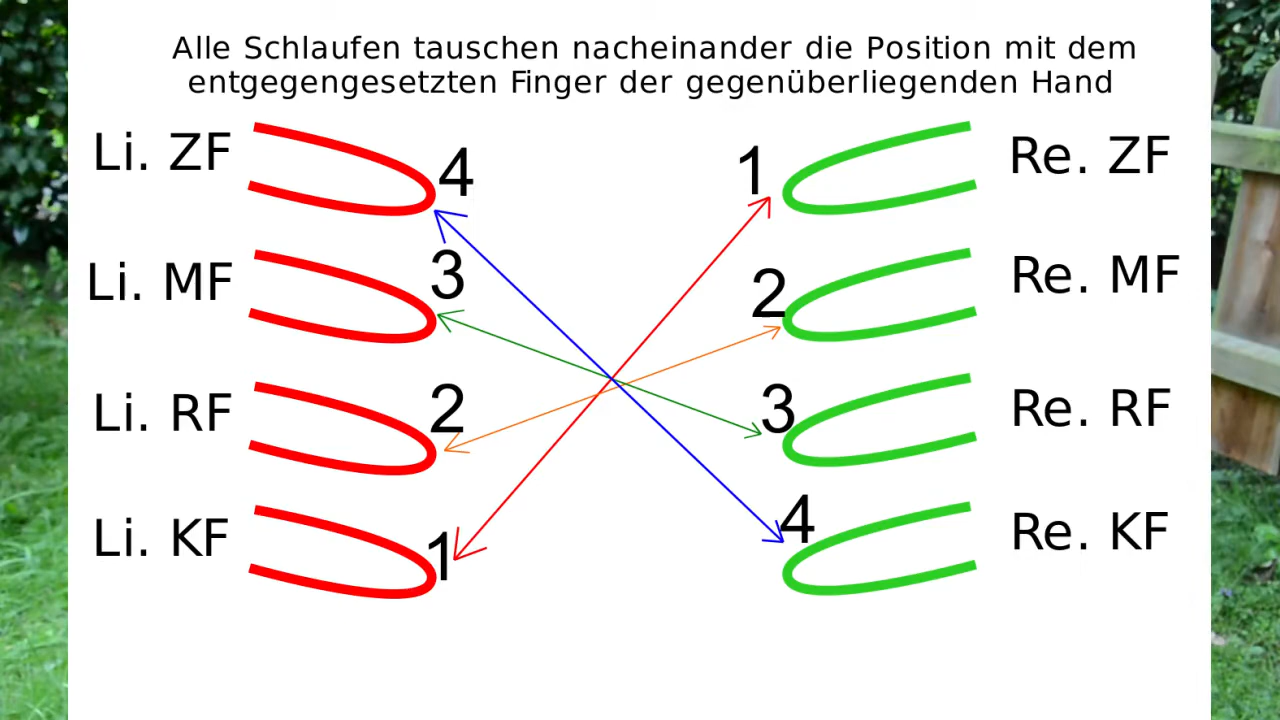 Alle Schlaufen tauschen nacheinander die Position mit dem
entgegengesetzten Finger der gegenüberliegenden Hand
Li. ZF 4 1 Re. ZF
Li. MF 3 2 Re. MF
Li. RF 2 3 Re. RF
Li. KF 1 4 Re. KF